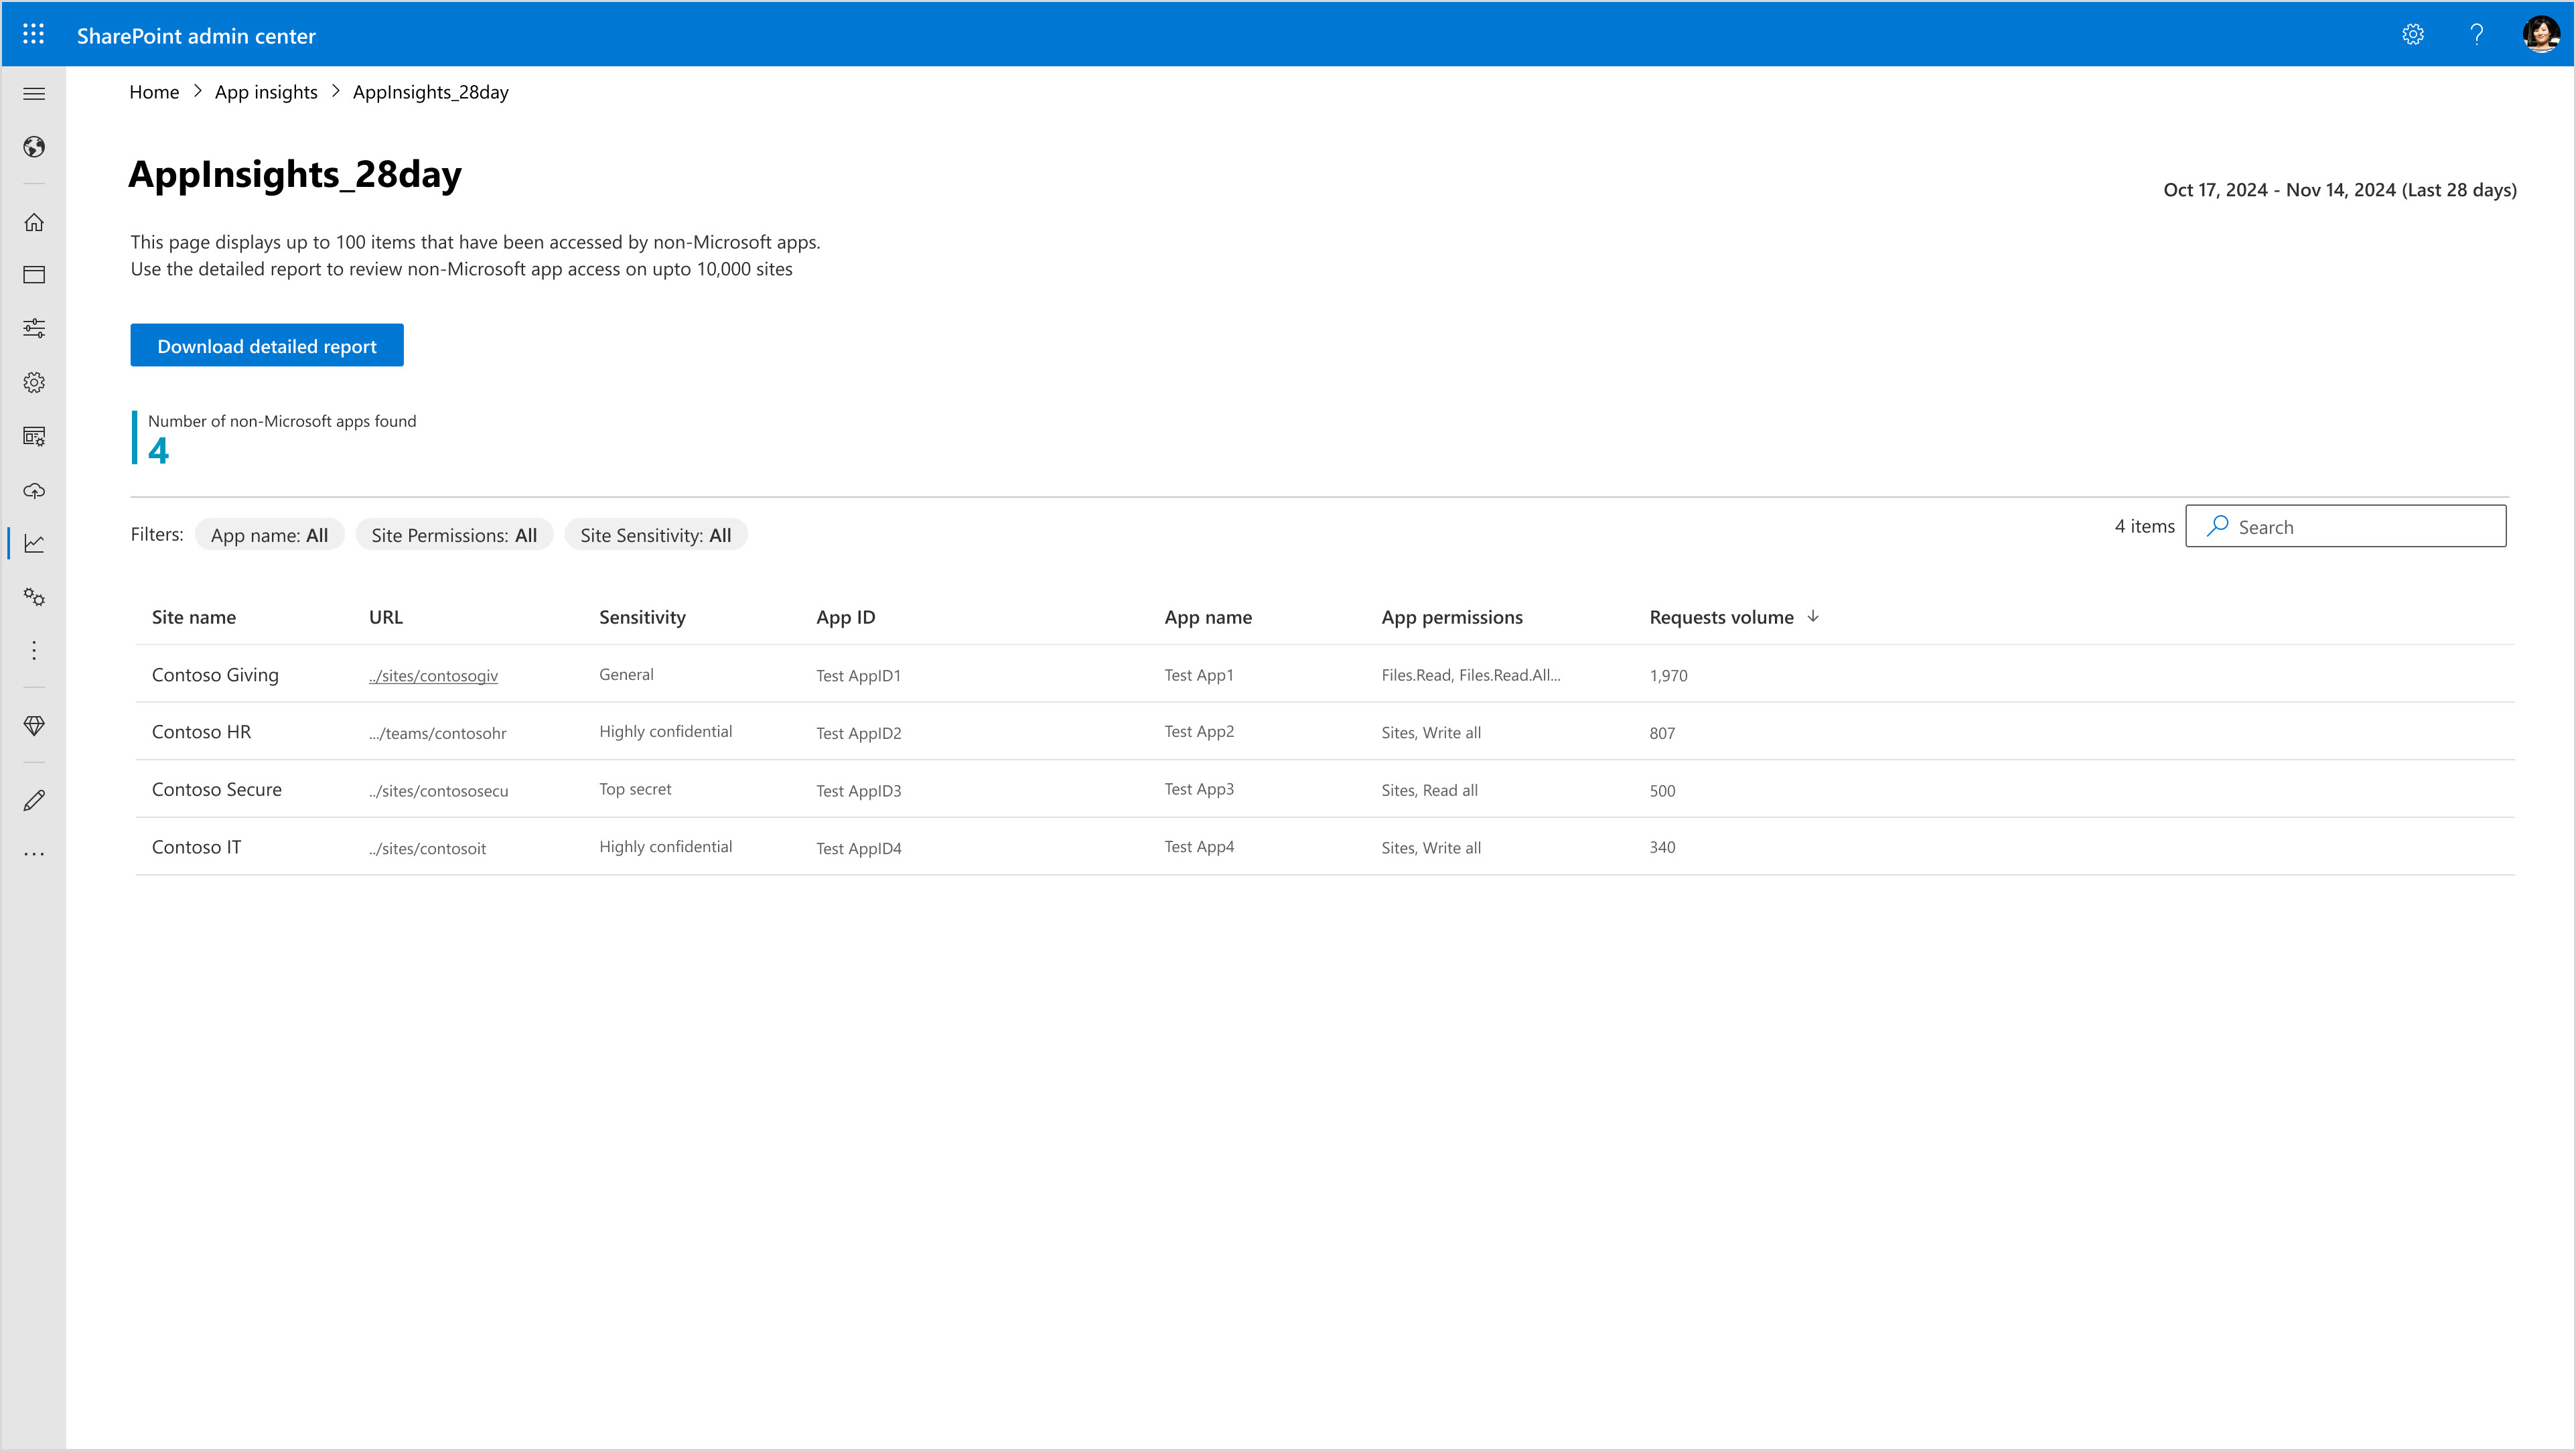 SharePoint admin center
Home > App insights > AppInsights_28day
AppInsights_28day
Oct 17, 2024 - Nov 14, 2024 (Last 28 days)
This page displays up to 100 items that have been accessed by non-Microsoft apps.
Use the detailed report to review non-Microsoft app access on upto 10,000 sites
Download detailed report
Number of non-Microsoft apps found
4
Filters: App name: All Site Permissions: All Site Sensitivity: All 4 items Search
Site name URL Sensitivity App ID App name App permissions Requests volume ↓
Contoso Giving ../sites/contosogiv General Test AppID1 Test App1 Files.Read, Files.Read.All... 1,970
Contoso HR .../teams/contosohr Highly confidential Test AppID2 Test App2 Sites, Write all 807
Contoso Secure ../sites/contososecu Top secret Test AppID3 Test App3 Sites, Read all 500
Contoso IT ../sites/contosoit Highly confidential Test AppID4 Test App4 Sites, Write all 340